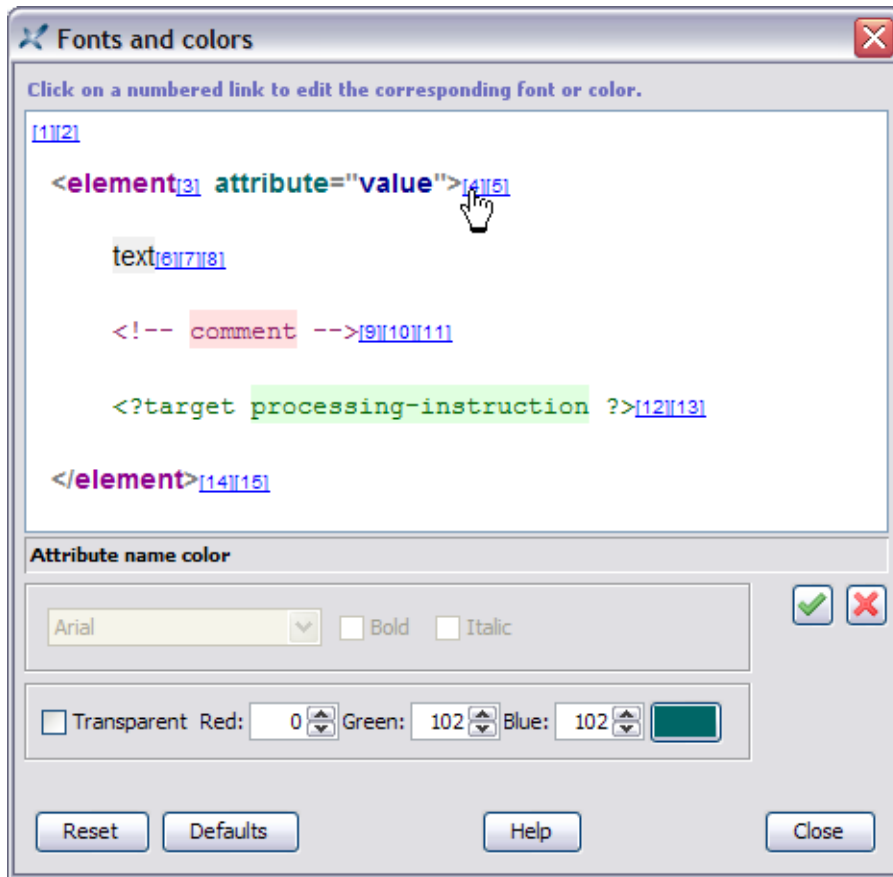 Fonts and colors
Click on a numbered link to edit the corresponding font or color.
[1][2]
<element[3] attribute="value">[4][5]
text[6][7][8]
<!-- comment -->[9][10][11]
<?target processing-instruction ?>[12][13]
</element>[14][15]
Attribute name color
Arial Bold Italic
Transparent Red: 0 Green: 102 Blue: 102
Reset Defaults Help Close